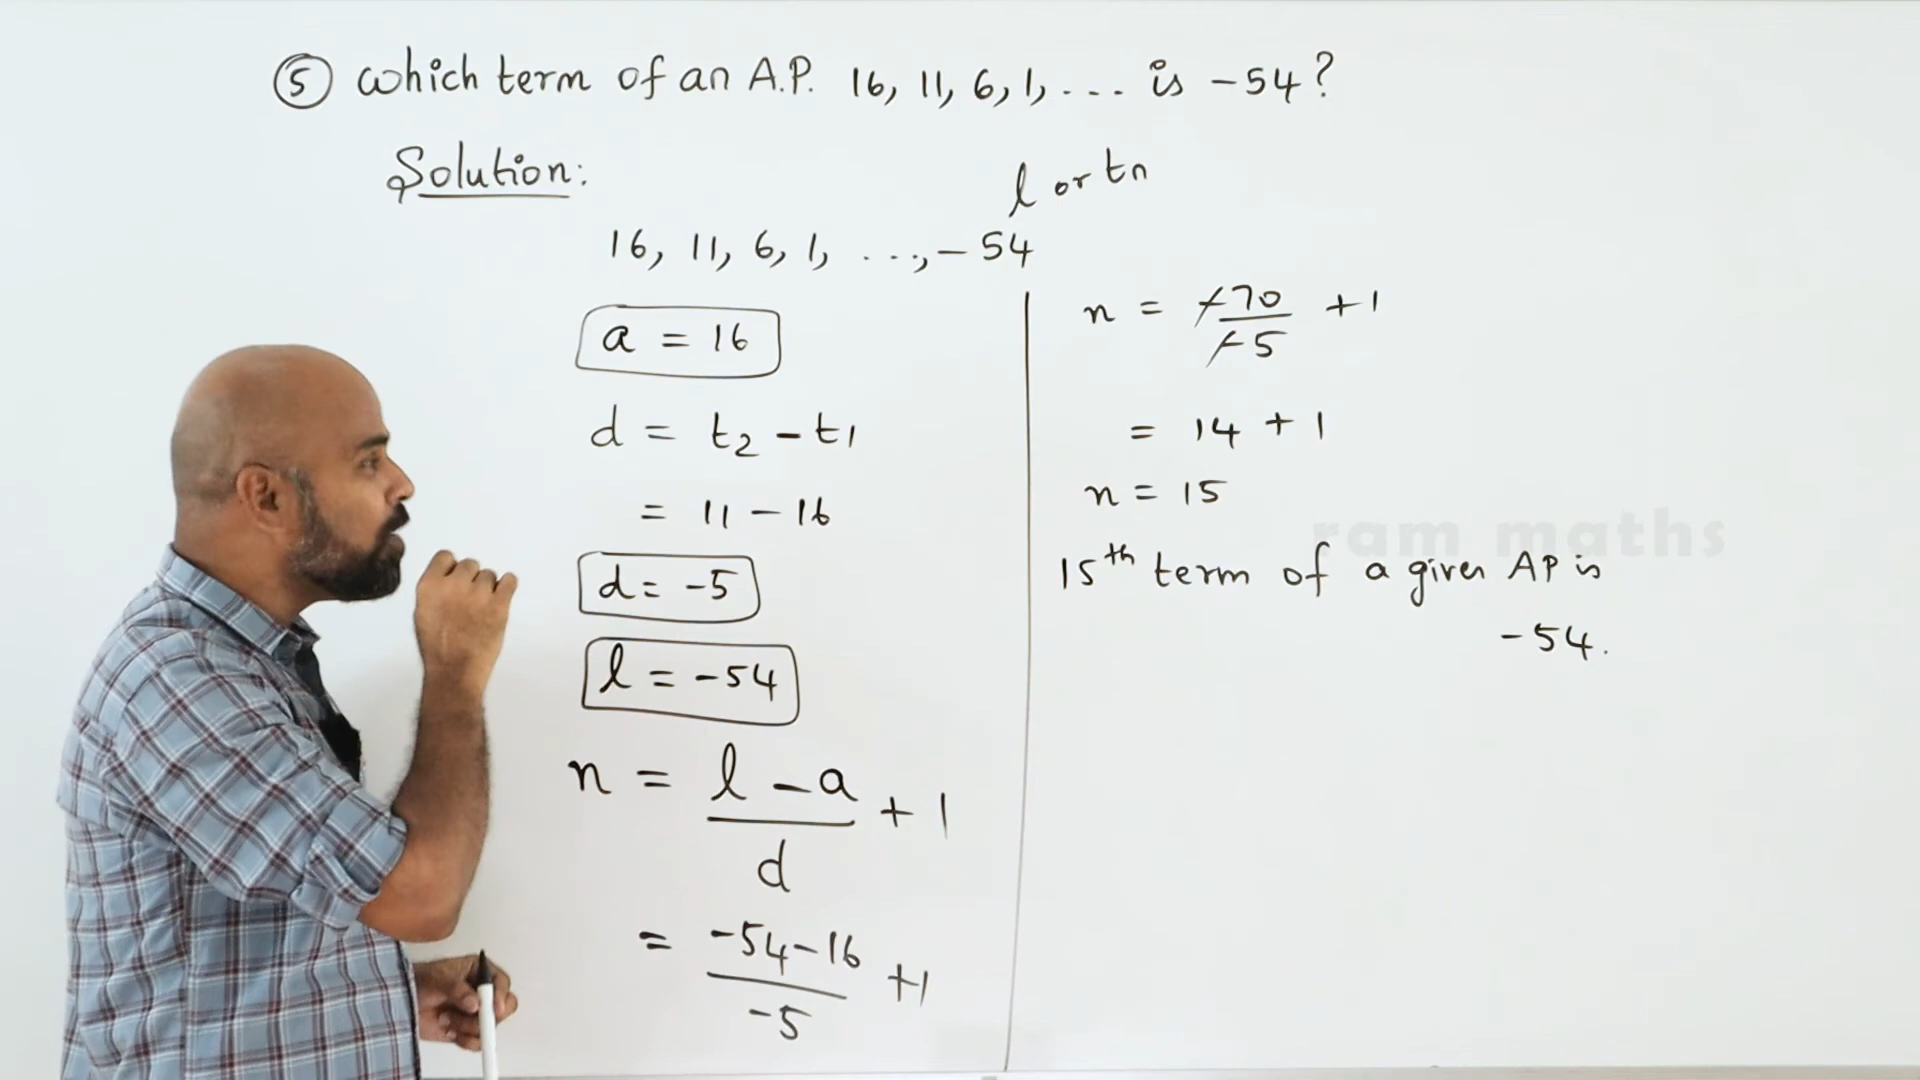 ⑤ Which term of an A.P. 16, 11, 6, 1, ... is -54?
Solution:
l or tn
16, 11, 6, 1, ..., -54
a = 16
d = t2 - t1
= 11 - 16
d = -5
l = -54
n = l - a / d + 1
= -54-16 / -5 +1
n = -70 / -5 + 1
= 14 + 1
n = 15
15th term of a given AP is
-54.
ram maths